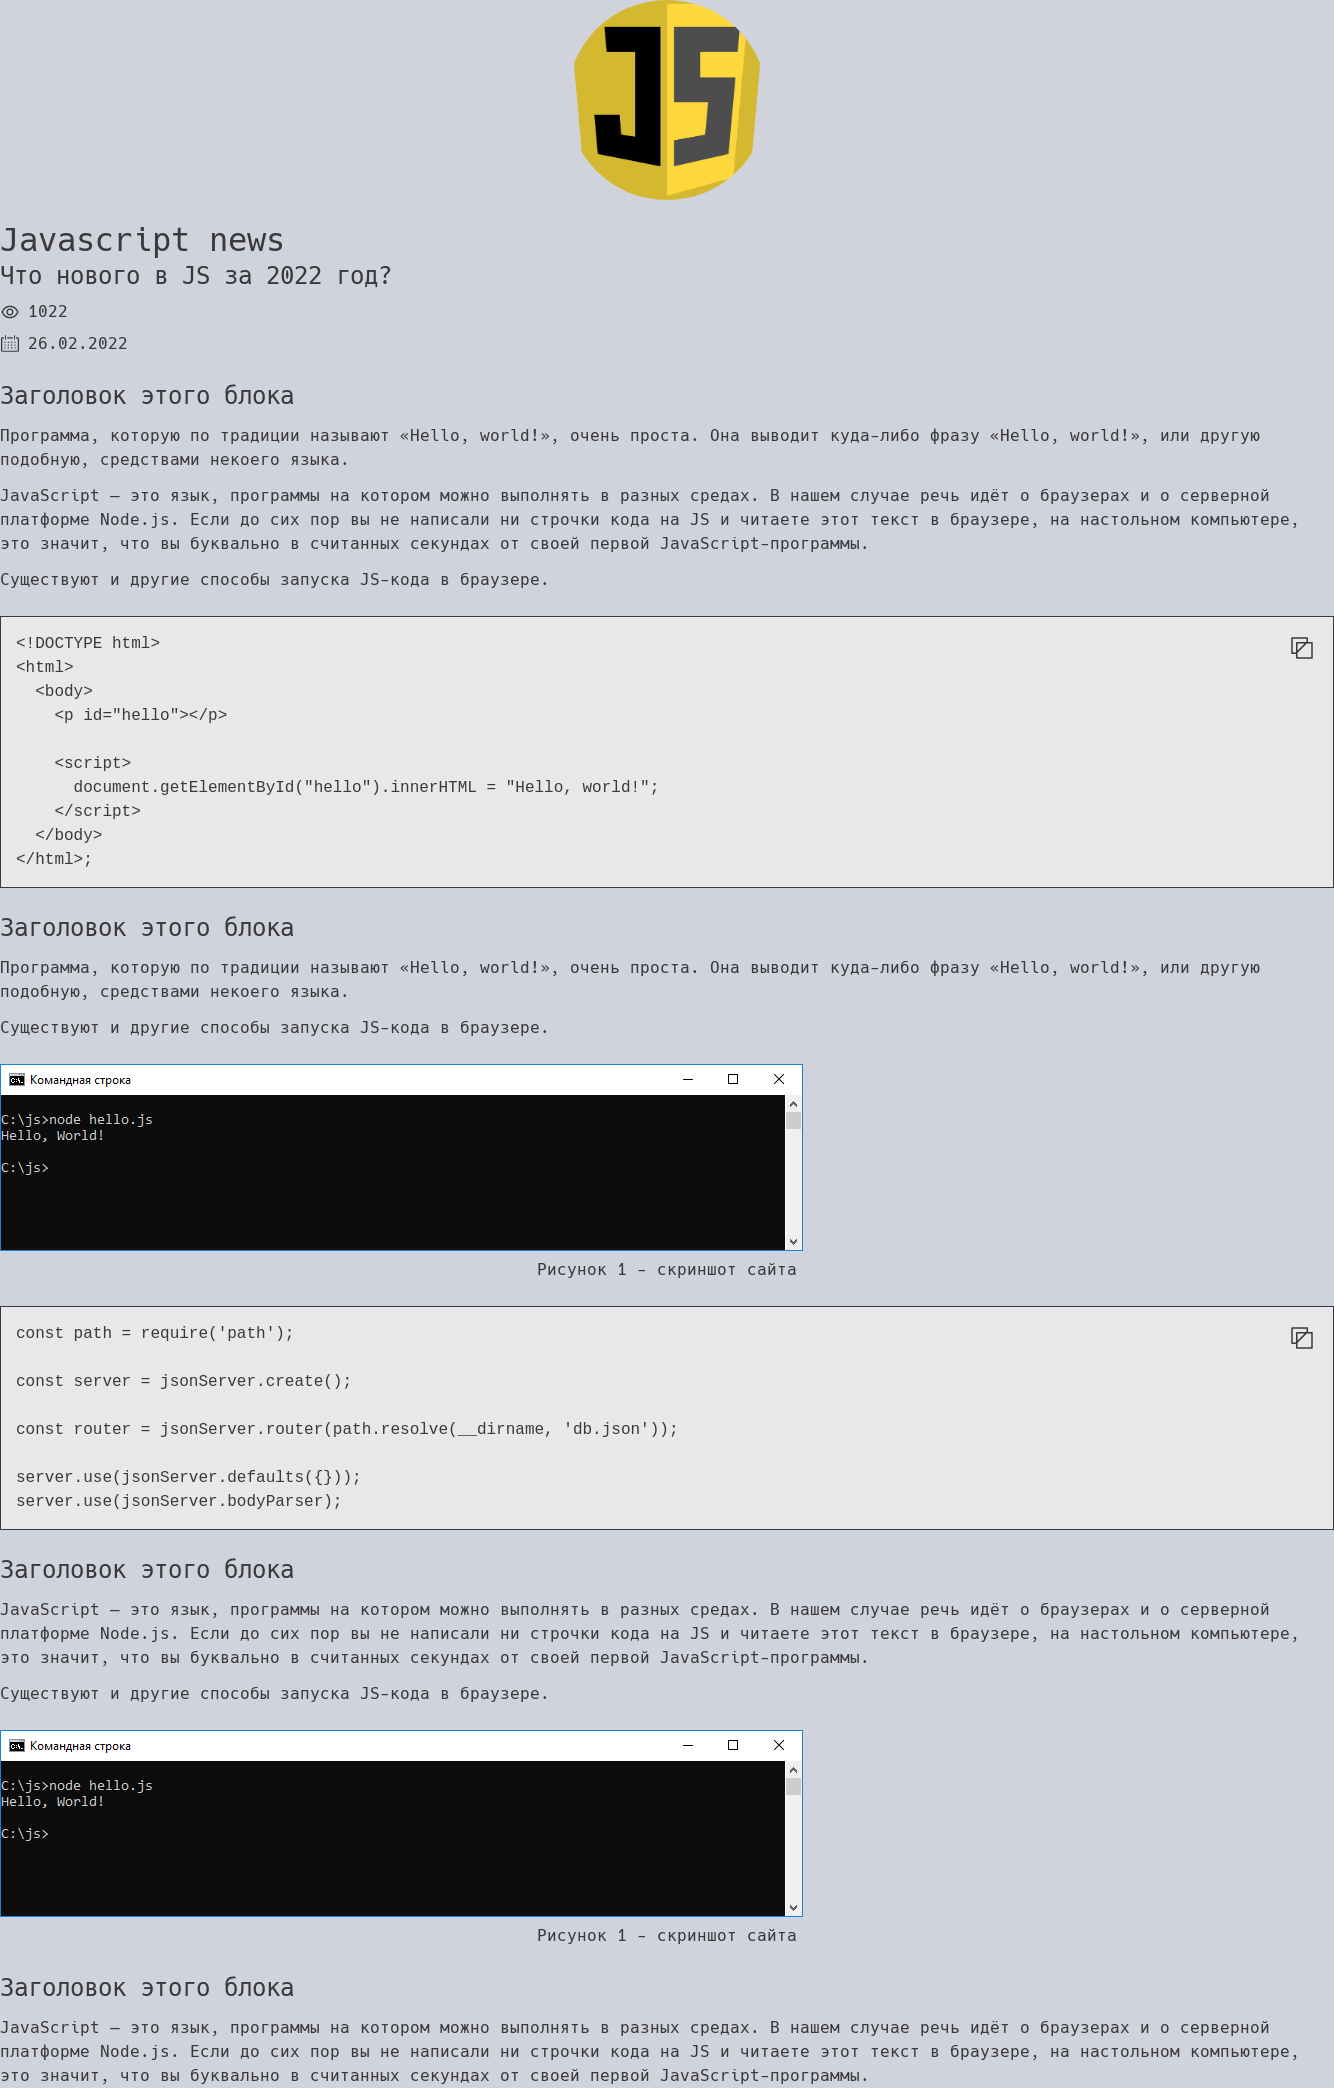 JS
Javascript news
Что нового в JS за 2022 год?
1022
26.02.2022
Заголовок этого блока
Программа, которую по традиции называют «Hello, world!», очень проста. Она выводит куда-либо фразу «Hello, world!», или другую
подобную, средствами некоего языка.
JavaScript — это язык, программы на котором можно выполнять в разных средах. В нашем случае речь идёт о браузерах и о серверной
платформе Node.js. Если до сих пор вы не написали ни строчки кода на JS и читаете этот текст в браузере, на настольном компьютере,
это значит, что вы буквально в считанных секундах от своей первой JavaScript-программы.
Существуют и другие способы запуска JS-кода в браузере.
<!DOCTYPE html>
<html>
  <body>
    <p id="hello"></p>
    <script>
      document.getElementById("hello").innerHTML = "Hello, world!";
    </script>
  </body>
</html>;
Заголовок этого блока
Программа, которую по традиции называют «Hello, world!», очень проста. Она выводит куда-либо фразу «Hello, world!», или другую
подобную, средствами некоего языка.
Существуют и другие способы запуска JS-кода в браузере.
Командная строка
C:\js>node hello.js
Hello, World!
C:\js>
Рисунок 1 - скриншот сайта
const path = require('path');
const server = jsonServer.create();
const router = jsonServer.router(path.resolve(__dirname, 'db.json'));
server.use(jsonServer.defaults({}));
server.use(jsonServer.bodyParser);
Заголовок этого блока
JavaScript — это язык, программы на котором можно выполнять в разных средах. В нашем случае речь идёт о браузерах и о серверной
платформе Node.js. Если до сих пор вы не написали ни строчки кода на JS и читаете этот текст в браузере, на настольном компьютере,
это значит, что вы буквально в считанных секундах от своей первой JavaScript-программы.
Существуют и другие способы запуска JS-кода в браузере.
Командная строка
C:\js>node hello.js
Hello, World!
C:\js>
Рисунок 1 - скриншот сайта
Заголовок этого блока
JavaScript — это язык, программы на котором можно выполнять в разных средах. В нашем случае речь идёт о браузерах и о серверной
платформе Node.js. Если до сих пор вы не написали ни строчки кода на JS и читаете этот текст в браузере, на настольном компьютере,
это значит, что вы буквально в считанных секундах от своей первой JavaScript-программы.